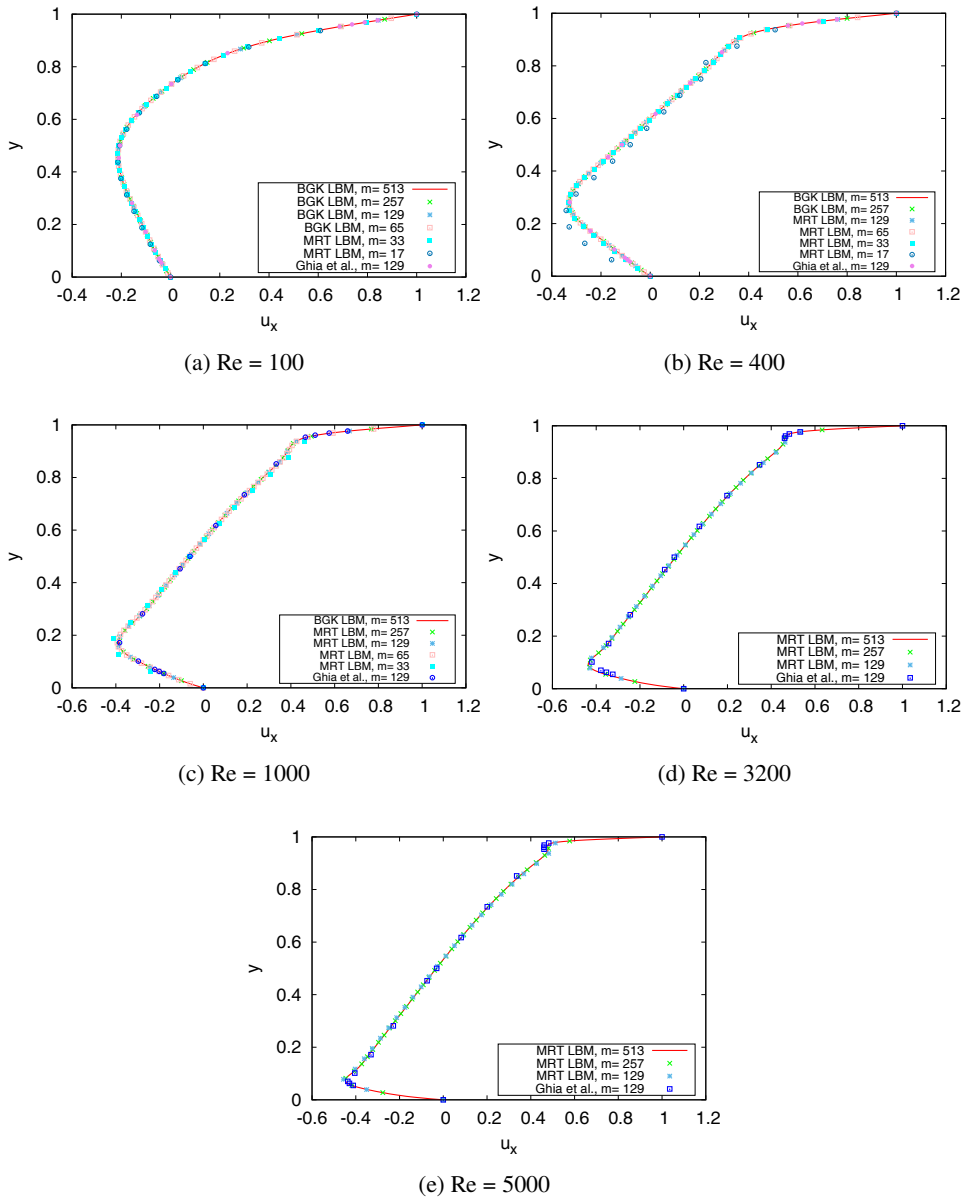 1
0.8
0.6
0.4
0.2
0
y
BGK LBM, m= 513
BGK LBM, m= 257
BGK LBM, m= 129
BGK LBM, m= 65
MRT LBM, m= 33
MRT LBM, m= 17
Ghia et al., m= 129
-0.4 -0.2 0 0.2 0.4 0.6 0.8 1 1.2
u_x
(a) Re = 100
1
0.8
0.6
0.4
0.2
0
y
BGK LBM, m= 513
BGK LBM, m= 257
MRT LBM, m= 129
MRT LBM, m= 65
MRT LBM, m= 33
MRT LBM, m= 17
Ghia et al., m= 129
-0.4 -0.2 0 0.2 0.4 0.6 0.8 1 1.2
u_x
(b) Re = 400
1
0.8
0.6
0.4
0.2
0
y
BGK LBM, m= 513
MRT LBM, m= 257
MRT LBM, m= 129
MRT LBM, m= 65
MRT LBM, m= 33
Ghia et al., m= 129
-0.6 -0.4 -0.2 0 0.2 0.4 0.6 0.8 1 1.2
u_x
(c) Re = 1000
1
0.8
0.6
0.4
0.2
0
y
MRT LBM, m= 513
MRT LBM, m= 257
MRT LBM, m= 129
Ghia et al., m= 129
-0.6 -0.4 -0.2 0 0.2 0.4 0.6 0.8 1 1.2
u_x
(d) Re = 3200
1
0.8
0.6
0.4
0.2
0
y
MRT LBM, m= 513
MRT LBM, m= 257
MRT LBM, m= 129
Ghia et al., m= 129
-0.6 -0.4 -0.2 0 0.2 0.4 0.6 0.8 1 1.2
u_x
(e) Re = 5000